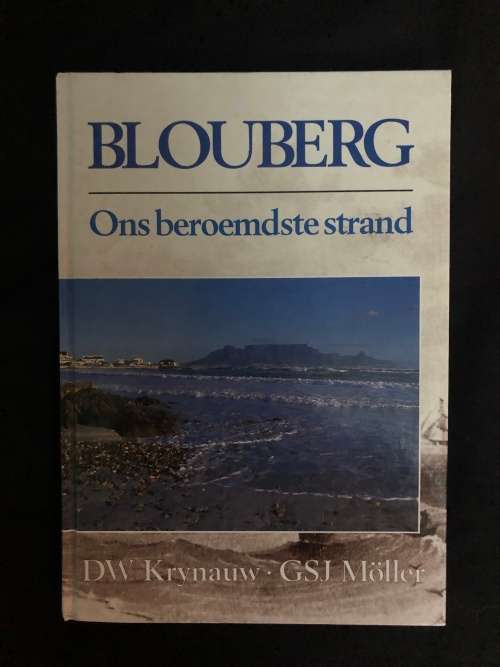 BLOUBERG
Ons beroemdste strand
DW Krynauw · GSJ Möller